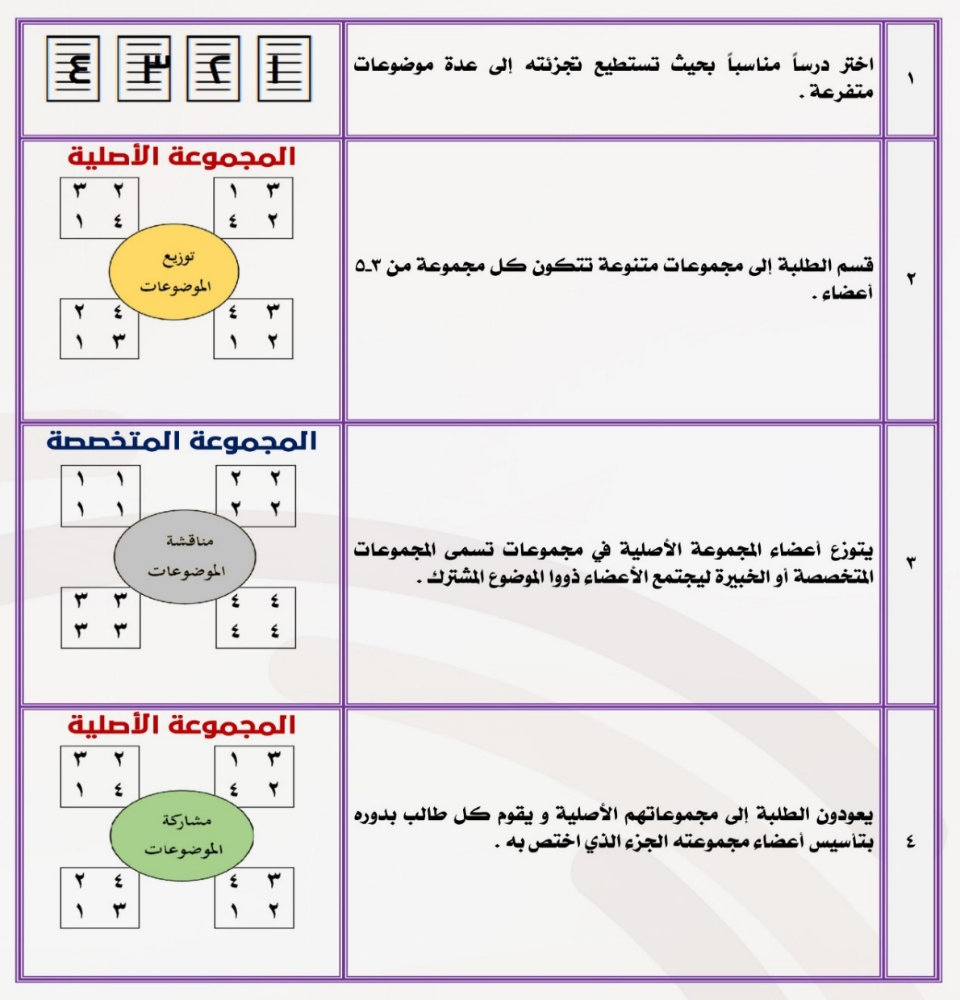 ١
اختر درساً مناسباً بحيث تستطيع تجزئته إلى عدة موضوعات
متفرعة .
١ ٢ ٣ ٤
٢
قسم الطلبة إلى مجموعات متنوعة تتكون كل مجموعة من ٣ـ٥
أعضاء .
المجموعة الأصلية
٣ ١
٢ ٤
٢ ٣
٤ ١
توزيع
الموضوعات
٣ ٤
٢ ١
٤ ٢
٣ ١
٣
يتوزع أعضاء المجموعة الأصلية في مجموعات تسمى المجموعات
المتخصصة أو الخبيرة ليجتمع الأعضاء ذووا الموضوع المشترك .
المجموعة المتخصصة
٢ ٢
٢ ٢
١ ١
١ ١
مناقشة
الموضوعات
٤ ٤
٤ ٤
٣ ٣
٣ ٣
٤
يعودون الطلبة إلى مجموعاتهم الأصلية و يقوم كل طالب بدوره
بتأسيس أعضاء مجموعته الجزء الذي اختص به .
المجموعة الأصلية
٣ ١
٢ ٤
٢ ٣
٤ ١
مشاركة
الموضوعات
٣ ٤
٢ ١
٤ ٢
٣ ١